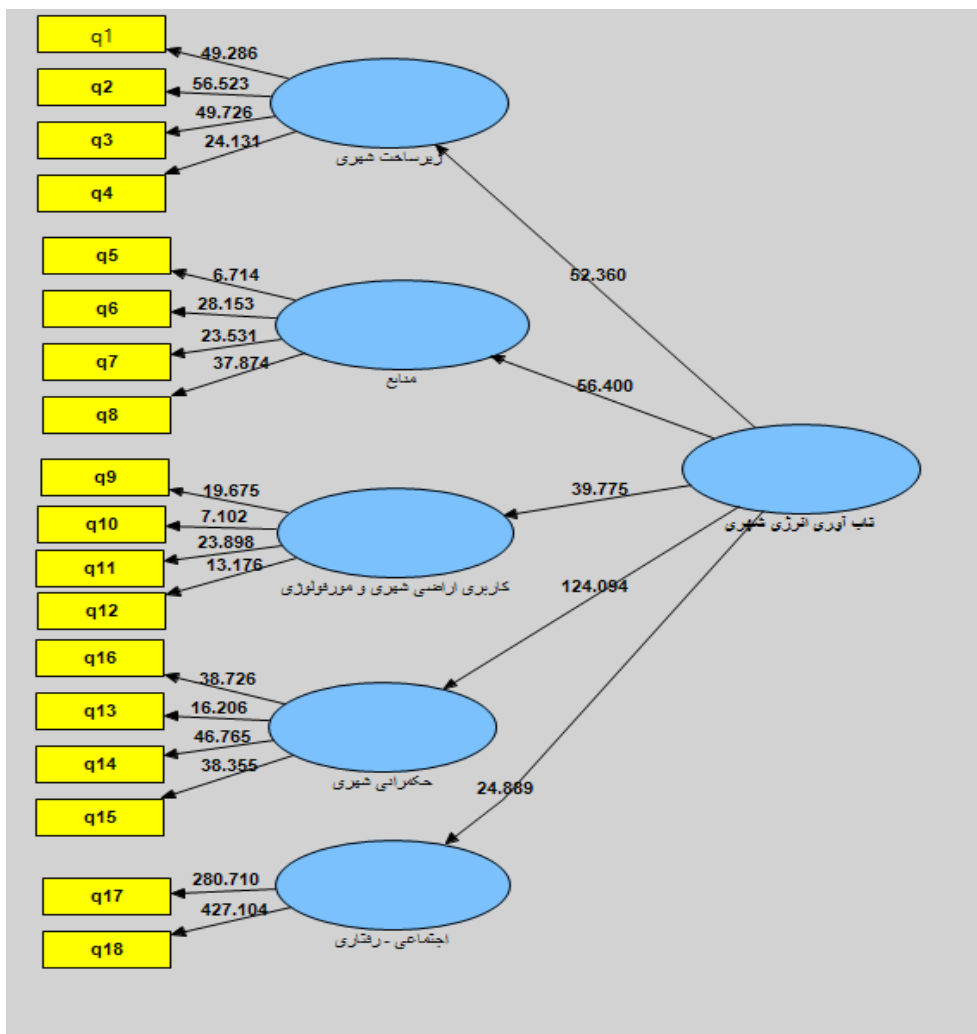 q1
49.286
q2
56.523
q3
49.726
24.131
q4
زیرساخت شهری
q5
6.714
q6
28.153
q7
23.531
37.874
q8
منابع
52.360
56.400
q9
19.675
q10
7.102
q11
23.898
13.176
q12
کاربری اراضی شهری و مورفولوژی
39.775
تاب آوری انرژی شهری
124.094
q16
38.726
q13
16.206
q14
46.765
38.355
q15
حکمرانی شهری
24.889
q17
280.710
427.104
q18
اجتماعی - رفتاری